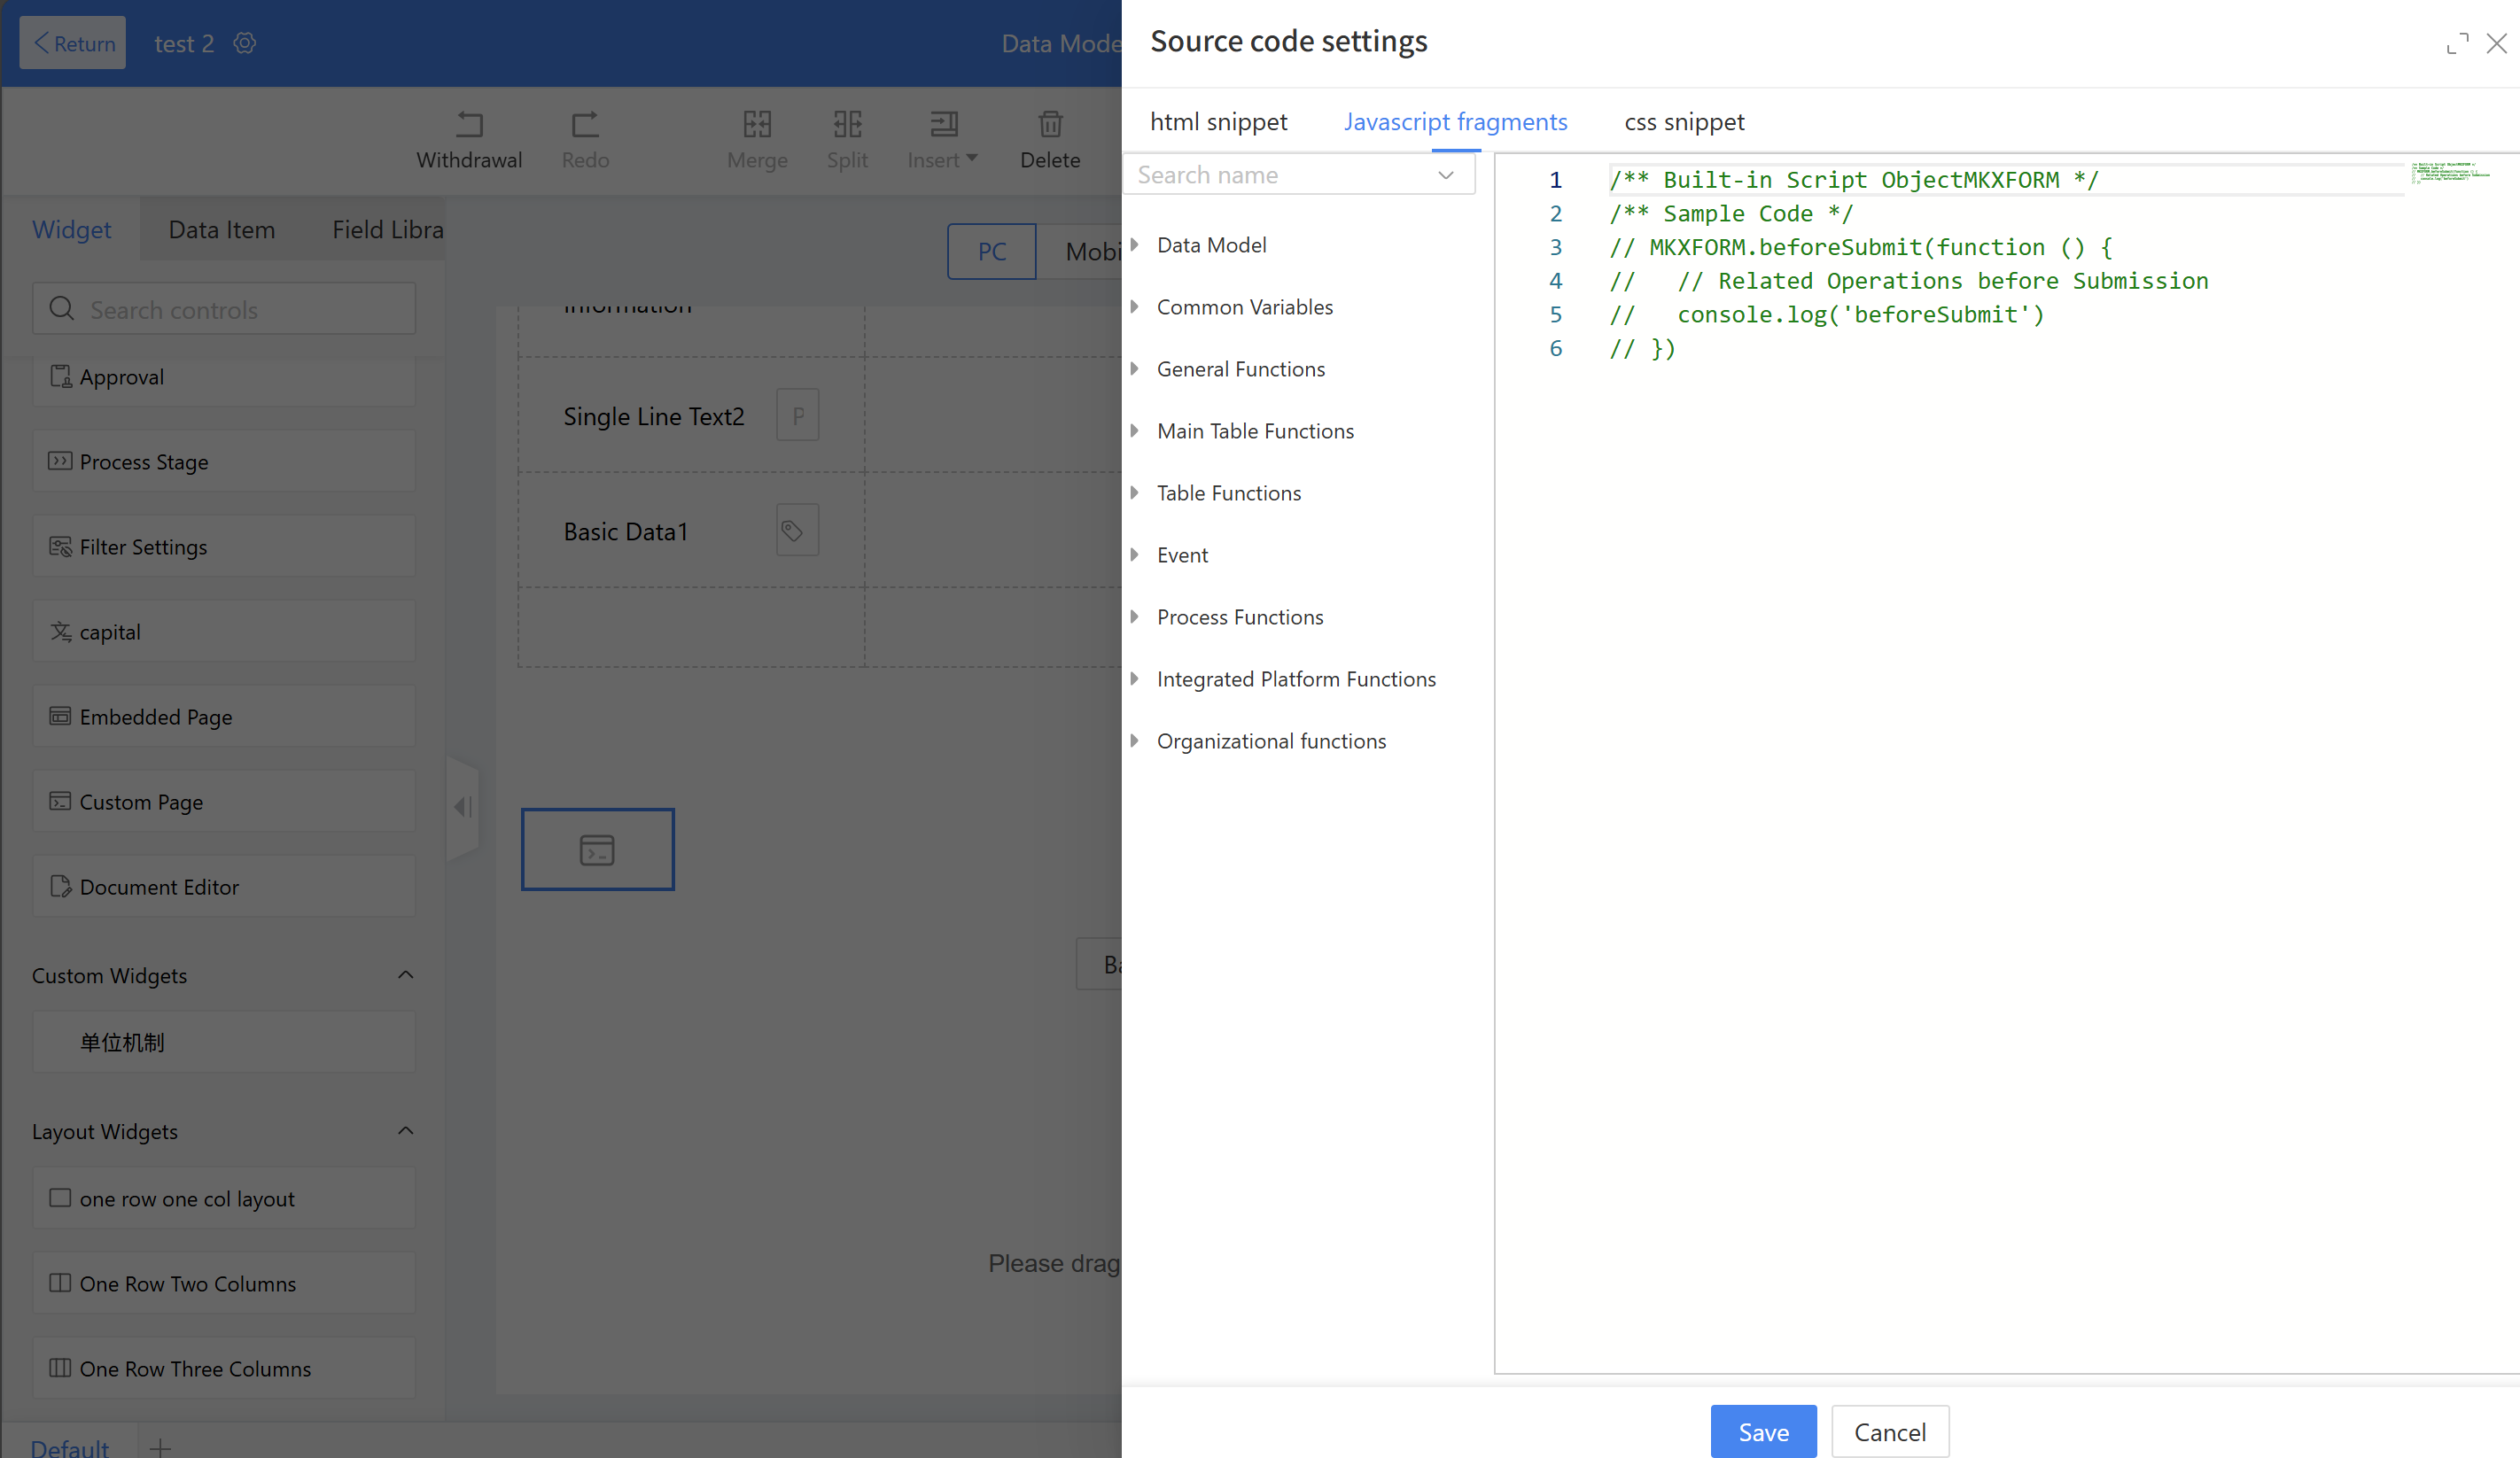 Return
test 2
Data Mode
Withdrawal
Redo
Merge
Split
Insert
Delete
Widget
Data Item
Field Libra
Search controls
Approval
Process Stage
Filter Settings
capital
Embedded Page
Custom Page
Document Editor
Custom Widgets
单位机制
Layout Widgets
one row one col layout
One Row Two Columns
One Row Three Columns
Default
PC
Mobi
Information
Single Line Text2
P
Basic Data1
Ba
Please drag
Source code settings
html snippet
Javascript fragments
css snippet
Search name
Data Model
Common Variables
General Functions
Main Table Functions
Table Functions
Event
Process Functions
Integrated Platform Functions
Organizational functions
1 /** Built-in Script ObjectMKXFORM */
2 /** Sample Code */
3 // MKXFORM.beforeSubmit(function () {
4 //   // Related Operations before Submission
5 //   console.log('beforeSubmit')
6 // })
Save
Cancel